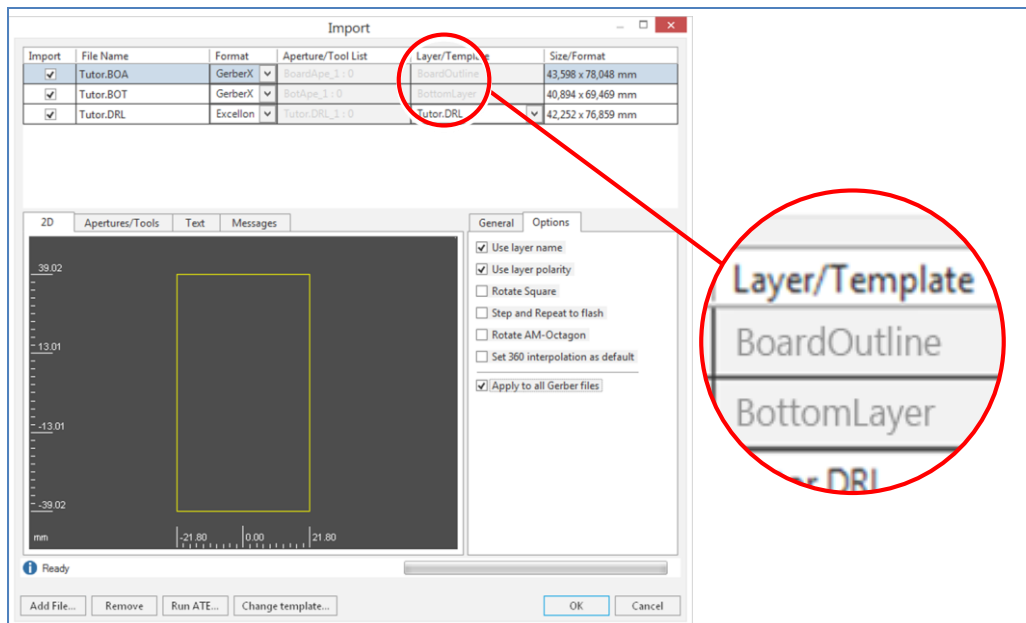 Import
Import File Name Format Aperture/Tool List Layer/Template Size/Format
Tutor.BOA GerberX BoardApe_1 : 0 BoardOutline 43,598 x 78,048 mm
Tutor.BOT GerberX BotApe_1 : 0 BottomLayer 40,894 x 69,469 mm
Tutor.DRL Excellon Tutor.DRL_1 : 0 Tutor.DRL 42,252 x 76,859 mm
2D Apertures/Tools Text Messages
General Options
Use layer name
Use layer polarity
Rotate Square
Step and Repeat to flash
Rotate AM-Octagon
Set 360 interpolation as default
Apply to all Gerber files
39.02
13.01
-13.01
-39.02
mm -21.80 0.00 21.80
Ready
Add File... Remove Run ATE... Change template... OK Cancel
Layer/Template
BoardOutline
BottomLayer
DRL